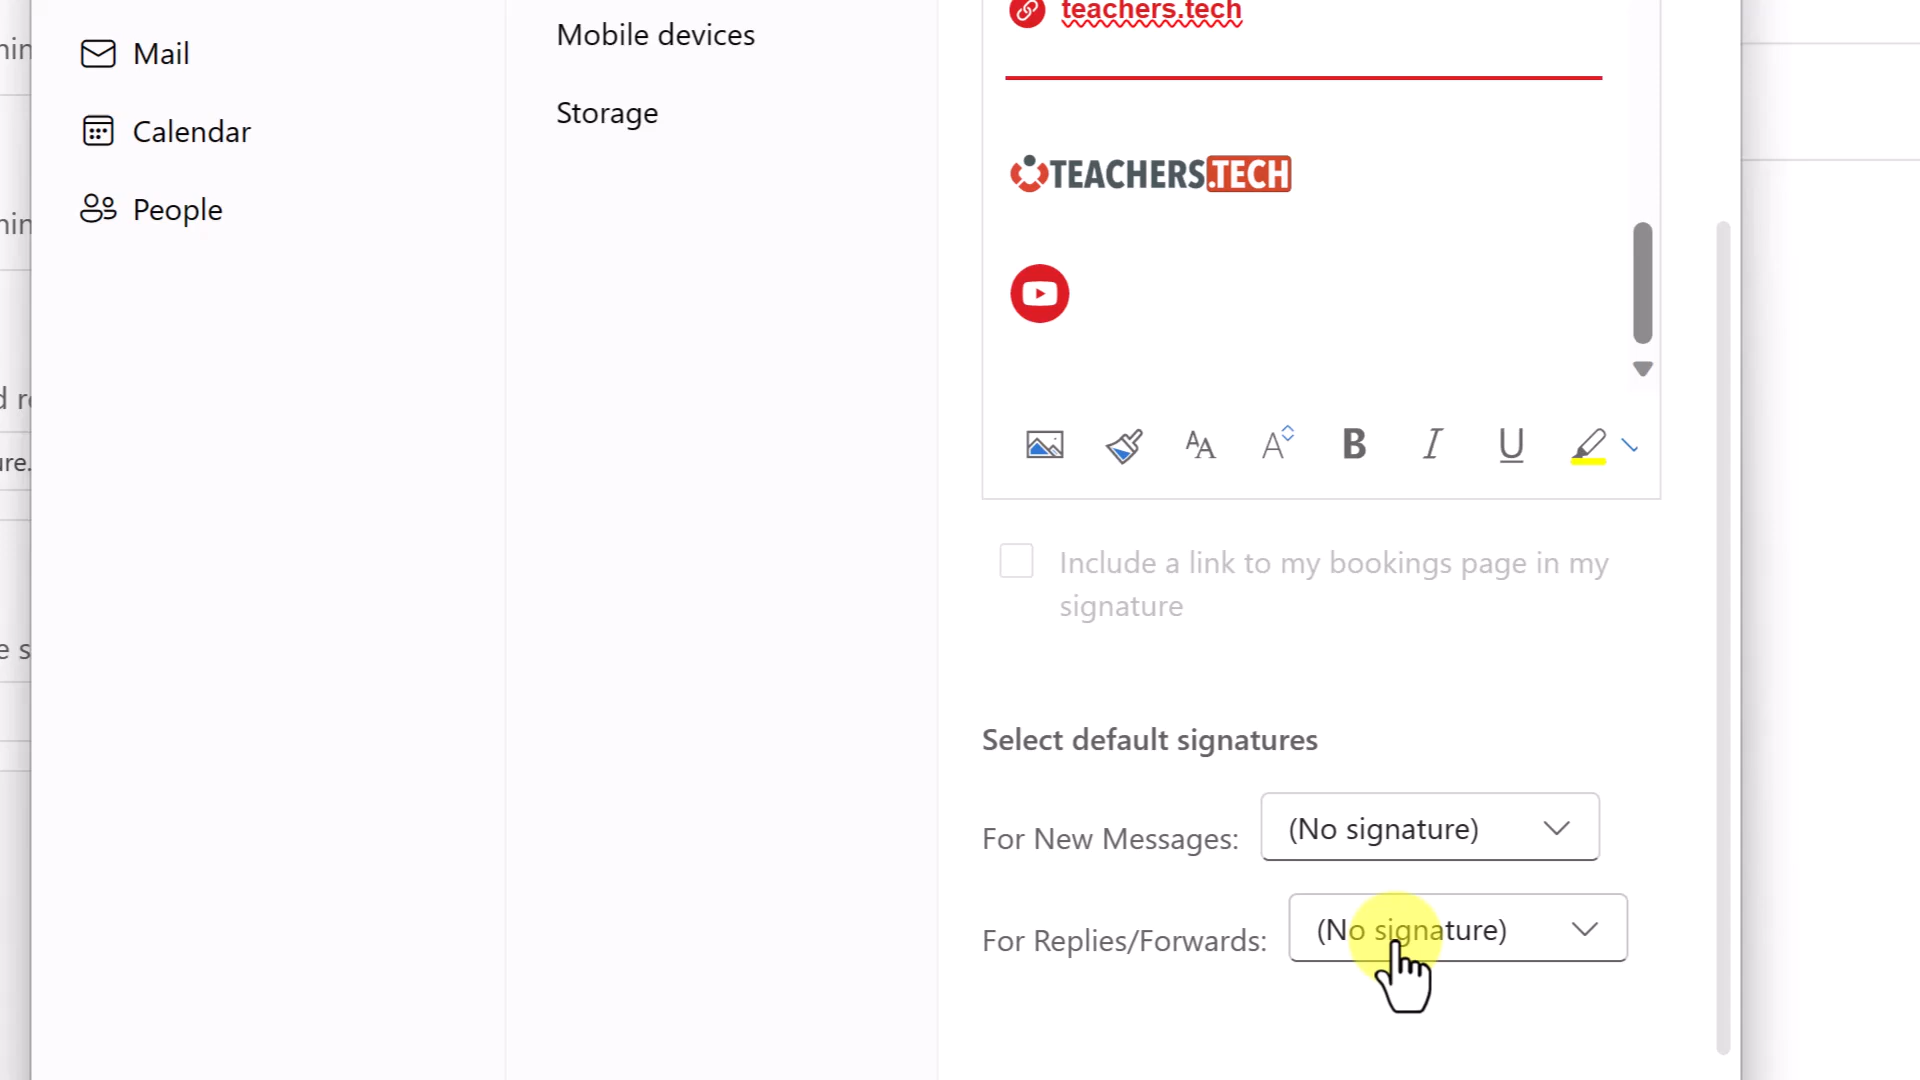 Mail
Calendar
People
Mobile devices
Storage
teachers.tech
TEACHERS.TECH
Include a link to my bookings page in my
signature
Select default signatures
For New Messages: (No signature)
For Replies/Forwards: (No signature)